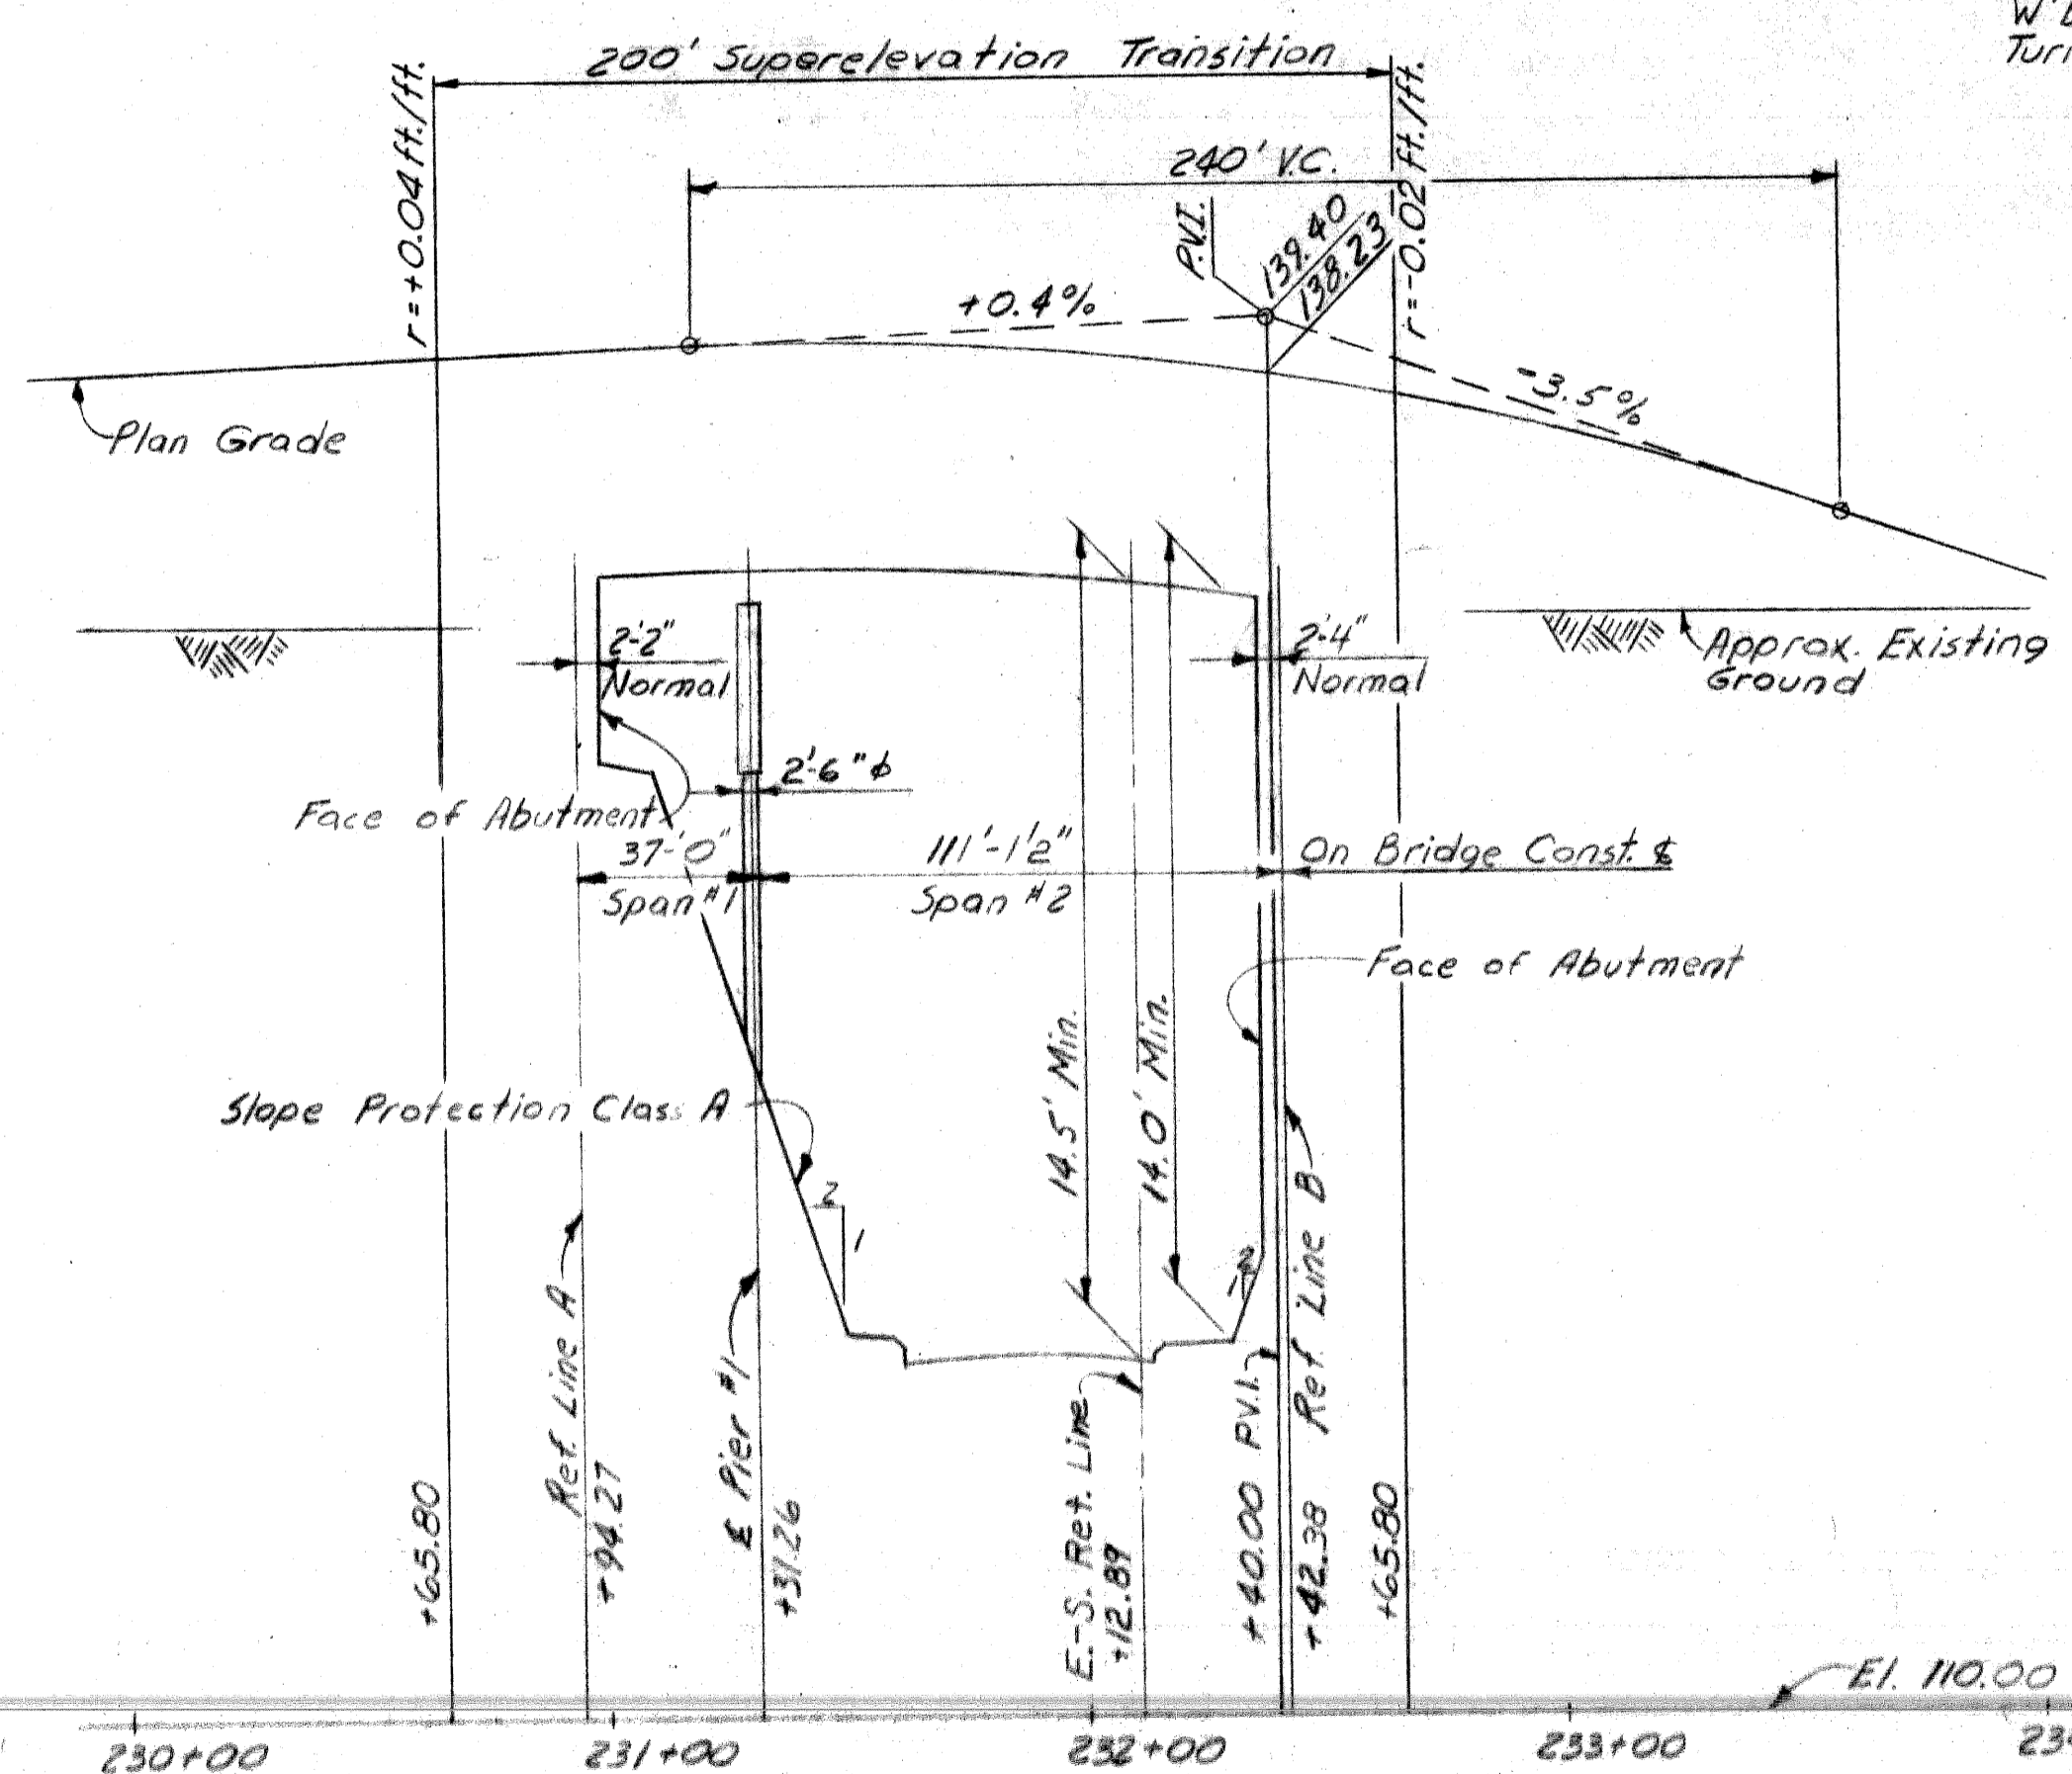 200' Superelevation Transition
r=+0.04 ft./ft.
r=-0.02 ft./ft.
240' V.C.
P.V.I.
139.40
138.23
+0.4%
-3.5%
Plan Grade
2'-2"
Normal
2'-4"
Normal
Approx. Existing
Ground
2'-6"ϕ
Face of Abutment
37'-0"
Span #1
111'-1½"
Span #2
On Bridge Const. ℄
Face of Abutment
14.5' Min.
14.0' Min.
Slope Protection Class A
2
1
2
1
Ref. Line A
+94.27
℄ Pier #1
+31.26
E.-S. Ret. Line
+12.89
+40.00 P.V.I.
+42.38 Ref. Line B
+65.80
+65.80
El. 110.00
230+00
231+00
232+00
233+00